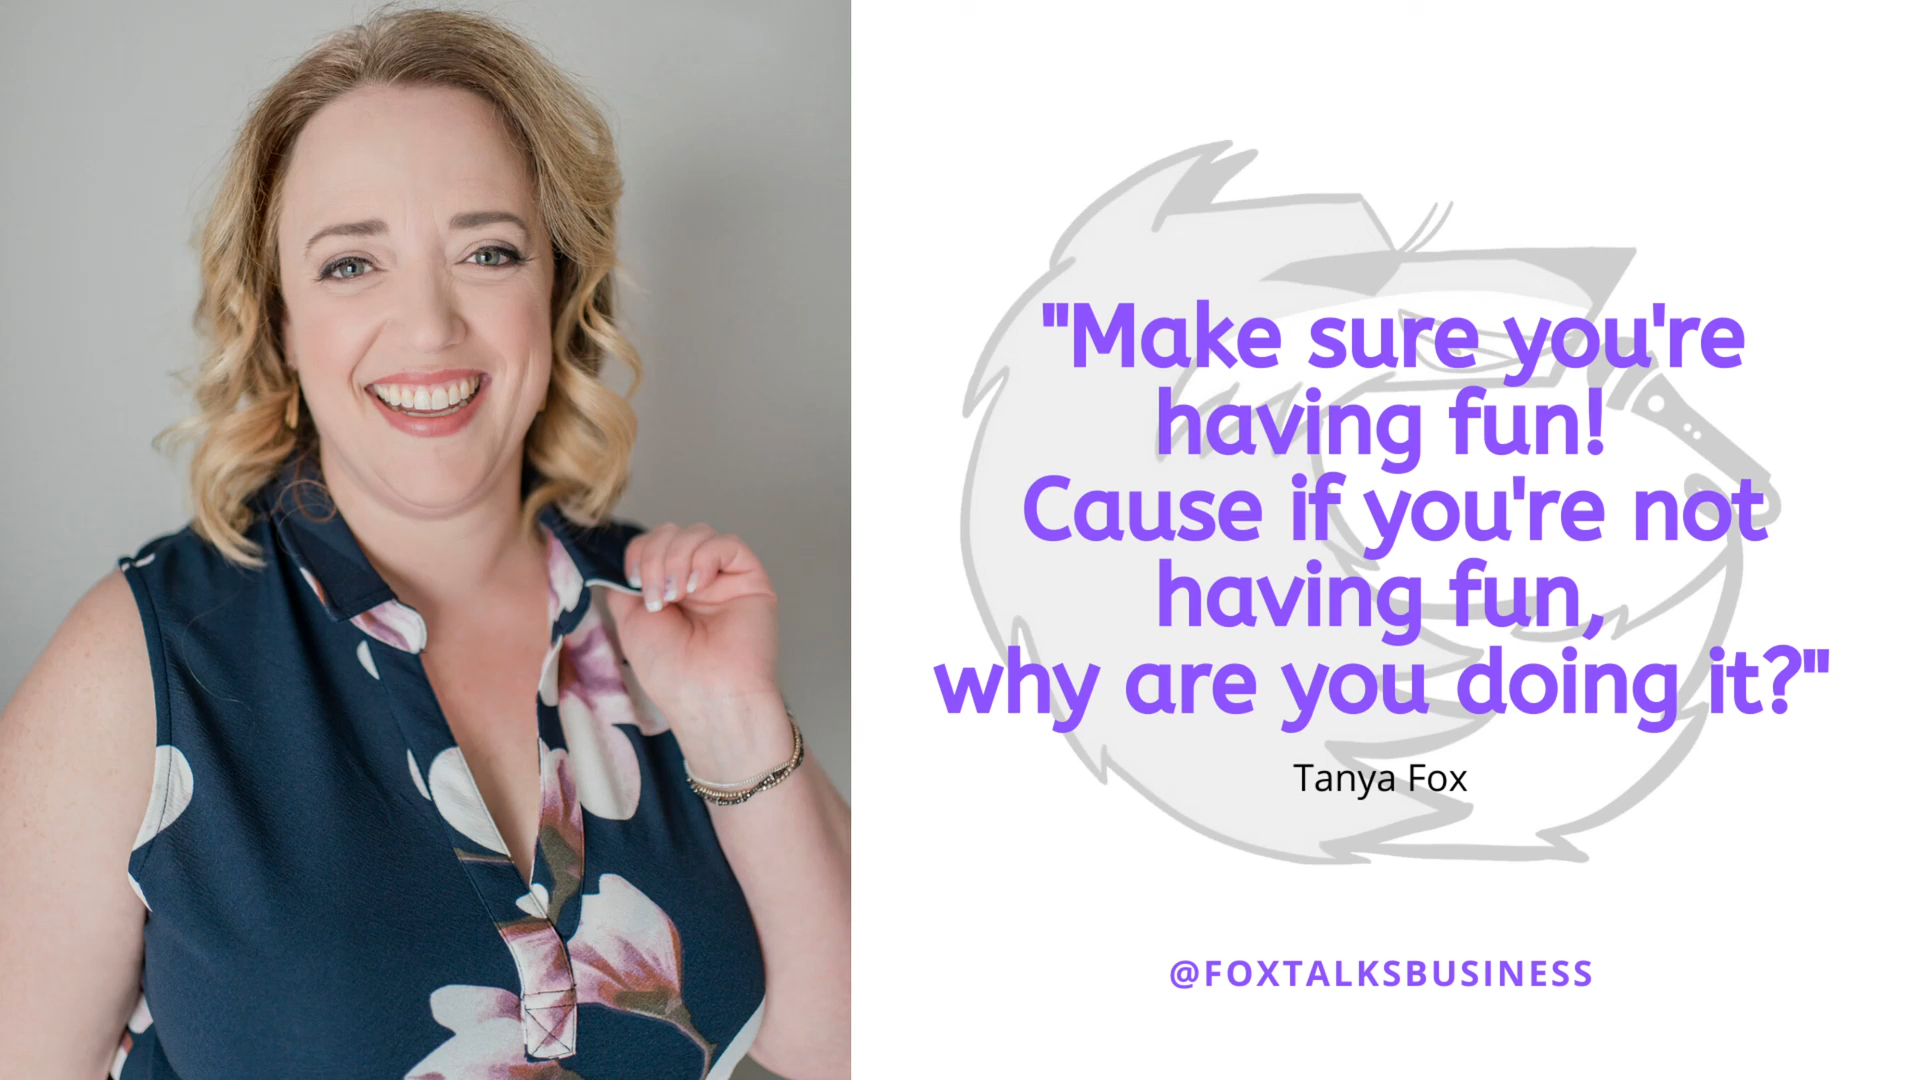 "Make sure you're
having fun!
Cause if you're not
having fun,
why are you doing it?"
Tanya Fox
@FOXTALKSBUSINESS